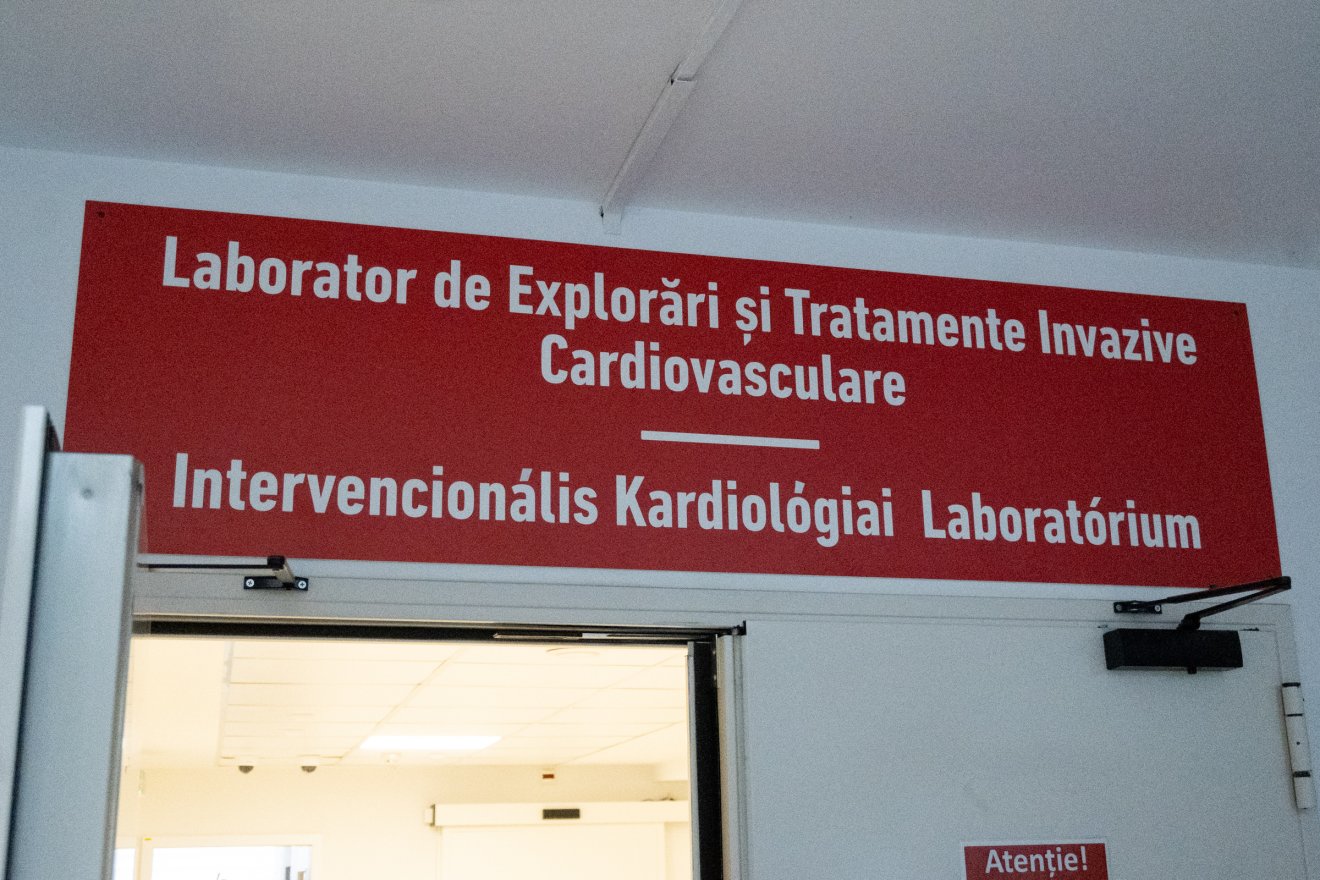 Laborator de Explorări și Tratamente Invazive
Cardiovasculare
Intervencionális Kardiológiai Laboratórium
Atenție!